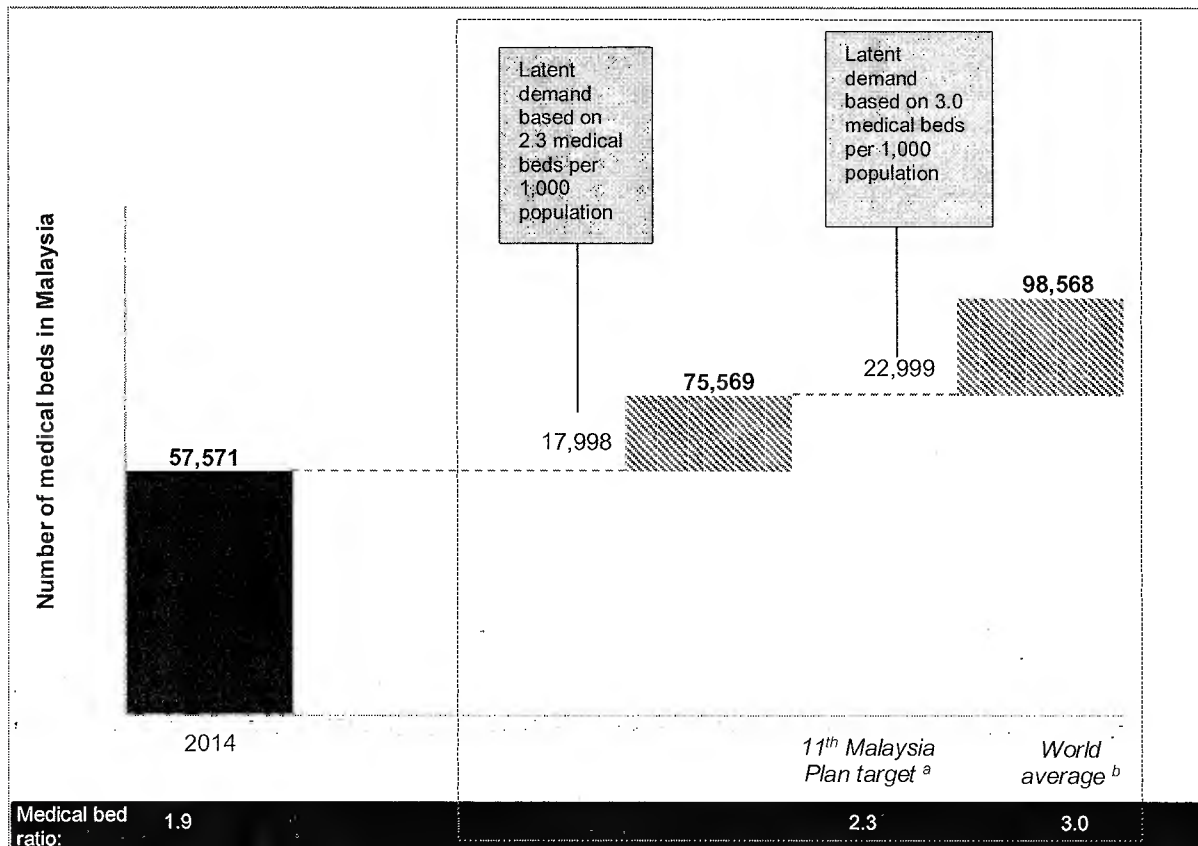 Number of medical beds in Malaysia
Latent
demand
based on
2.3 medical
beds per
1,000
population
Latent
demand
based on 3.0
medical beds
per 1,000
population
98,568
22,999
75,569
17,998
57,571
2014
11th Malaysia
Plan target a
World
average b
Medical bed
ratio:
1.9
2.3
3.0